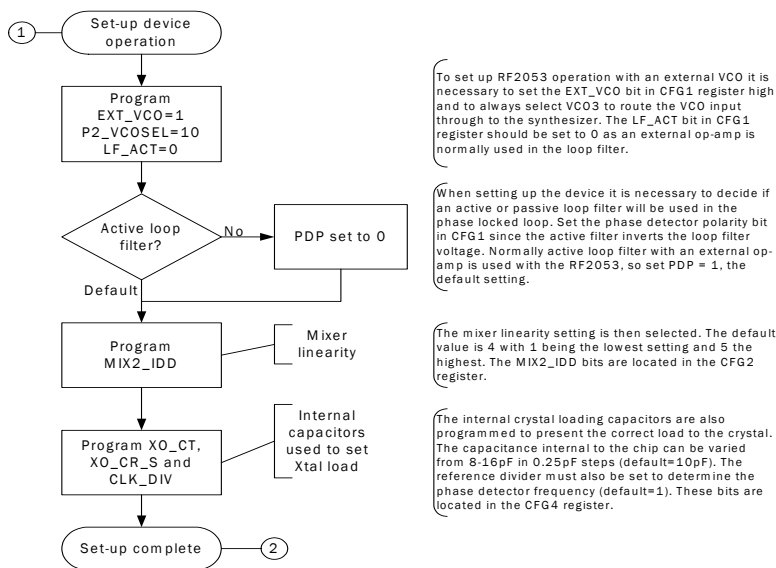 1
Set-up device
operation
Program
EXT_VCO=1
P2_VCOSEL=10
LF_ACT=0
To set up RF2053 operation with an external VCO it is
necessary to set the EXT_VCO bit in CFG1 register high
and to always select VCO3 to route the VCO input
through to the synthesizer. The LF_ACT bit in CFG1
register should be set to 0 as an external op-amp is
normally used in the loop filter.
Active loop
filter?
No
PDP set to 0
Default
When setting up the device it is necessary to decide if
an active or passive loop filter will be used in the
phase locked loop. Set the phase detector polarity bit
in CFG1 since the active filter inverts the loop filter
voltage. Normally active loop filter with an external op-
amp is used with the RF2053, so set PDP = 1, the
default setting.
Program
MIX2_IDD
Mixer
linearity
The mixer linearity setting is then selected. The default
value is 4 with 1 being the lowest setting and 5 the
highest. The MIX2_IDD bits are located in the CFG2
register.
Program XO_CT,
XO_CR_S and
CLK_DIV
Internal
capacitors
used to set
Xtal load
The internal crystal loading capacitors are also
programmed to present the correct load to the crystal.
The capacitance internal to the chip can be varied
from 8-16pF in 0.25pF steps (default=10pF). The
reference divider must also be set to determine the
phase detector frequency (default=1). These bits are
located in the CFG4 register.
Set-up complete
2